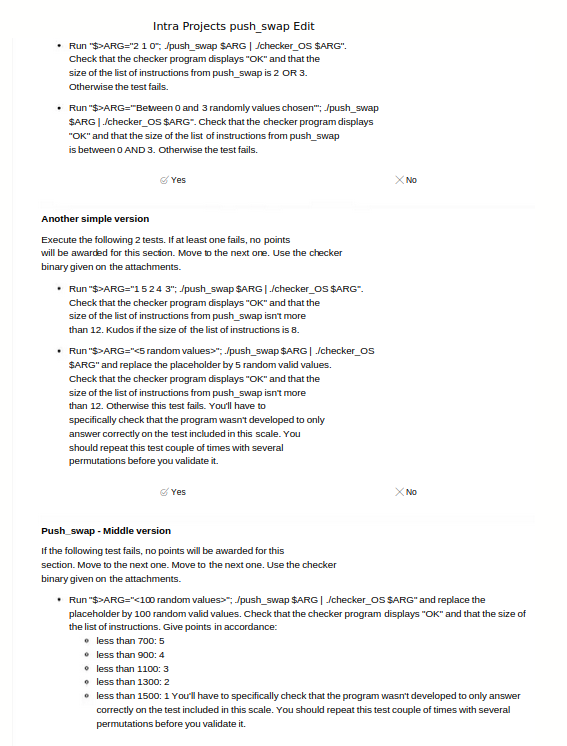 Intra Projects push_swap Edit
Run "$>ARG="2 1 0"; ./push_swap $ARG | ./checker_OS $ARG".
Check that the checker program displays "OK" and that the
size of the list of instructions from push_swap is 2 OR 3.
Otherwise the test fails.
Run "$>ARG="'Between 0 and 3 randomly values chosen'"; ./push_swap
$ARG | ./checker_OS $ARG". Check that the checker program displays
"OK" and that the size of the list of instructions from push_swap
is between 0 AND 3. Otherwise the test fails.
Yes No
Another simple version
Execute the following 2 tests. If at least one fails, no points
will be awarded for this section. Move to the next one. Use the checker
binary given on the attachments.
Run "$>ARG="1 5 2 4 3"; ./push_swap $ARG | ./checker_OS $ARG".
Check that the checker program displays "OK" and that the
size of the list of instructions from push_swap isn't more
than 12. Kudos if the size of the list of instructions is 8.
Run "$>ARG="<5 random values>"; ./push_swap $ARG | ./checker_OS
$ARG" and replace the placeholder by 5 random valid values.
Check that the checker program displays "OK" and that the
size of the list of instructions from push_swap isn't more
than 12. Otherwise this test fails. You'll have to
specifically check that the program wasn't developed to only
answer correctly on the test included in this scale. You
should repeat this test couple of times with several
permutations before you validate it.
Yes No
Push_swap - Middle version
If the following test fails, no points will be awarded for this
section. Move to the next one. Move to the next one. Use the checker
binary given on the attachments.
Run "$>ARG="<100 random values>"; ./push_swap $ARG | ./checker_OS $ARG" and replace the
placeholder by 100 random valid values. Check that the checker program displays "OK" and that the size of
the list of instructions. Give points in accordance:
less than 700: 5
less than 900: 4
less than 1100: 3
less than 1300: 2
less than 1500: 1 You'll have to specifically check that the program wasn't developed to only answer
correctly on the test included in this scale. You should repeat this test couple of times with several
permutations before you validate it.